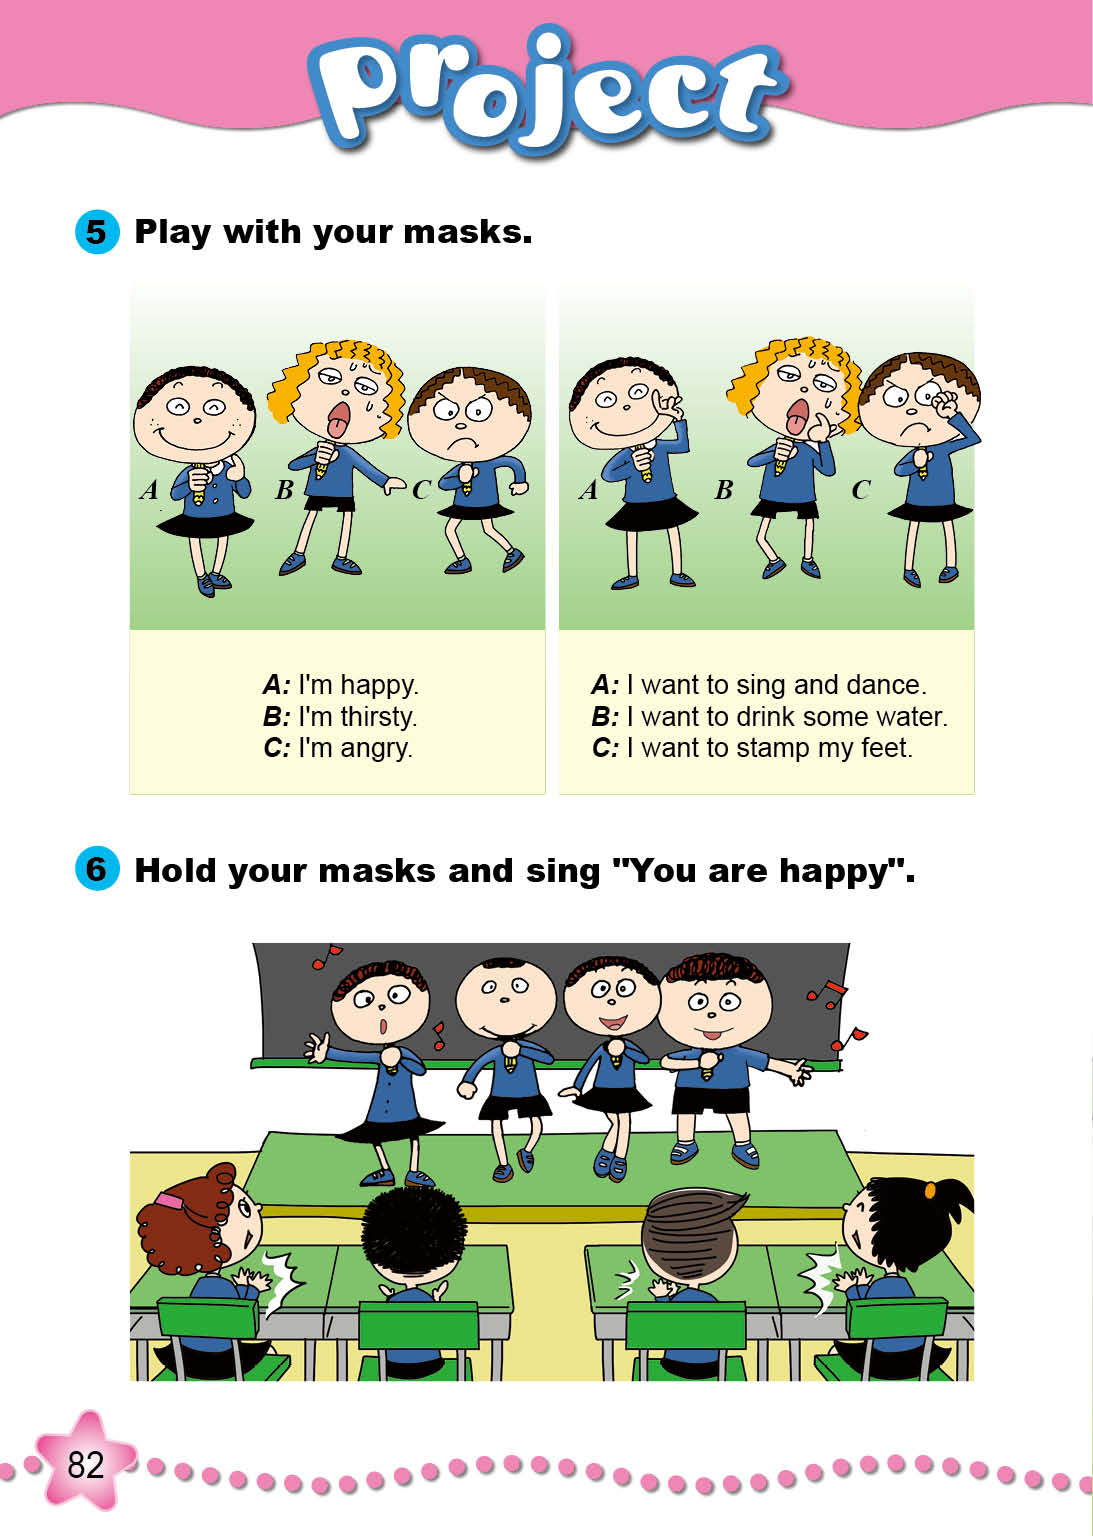 project
5 Play with your masks.
A B C
A B C
A: I'm happy.
B: I'm thirsty.
C: I'm angry.
A: I want to sing and dance.
B: I want to drink some water.
C: I want to stamp my feet.
6 Hold your masks and sing "You are happy".
82